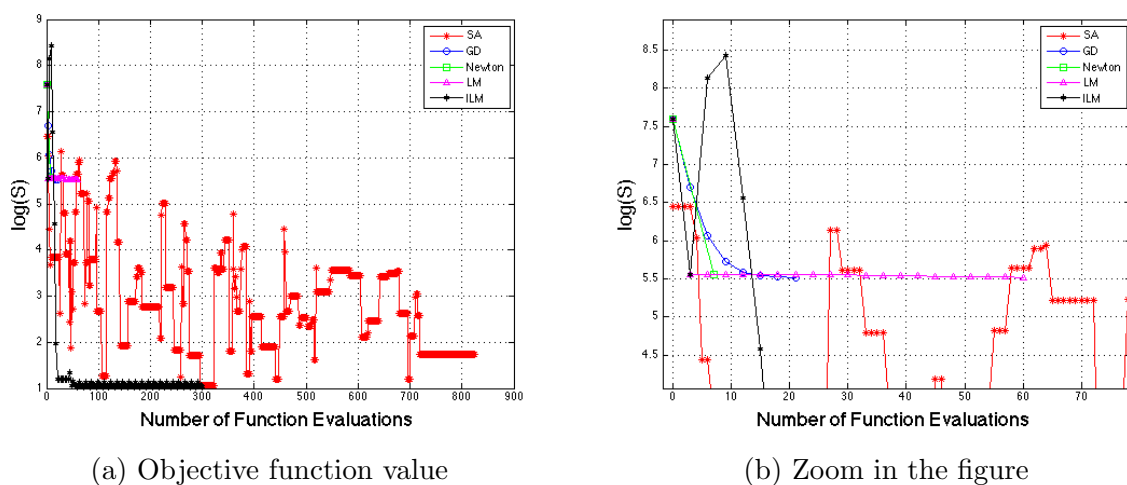 9
8
7
6
5
4
3
2
1
log(S)
0 100 200 300 400 500 600 700 800 900
Number of Function Evaluations
SA
GD
Newton
LM
ILM
(a) Objective function value
8.5
8
7.5
7
6.5
6
5.5
5
4.5
log(S)
0 10 20 30 40 50 60 70
Number of Function Evaluations
SA
GD
Newton
LM
ILM
(b) Zoom in the figure